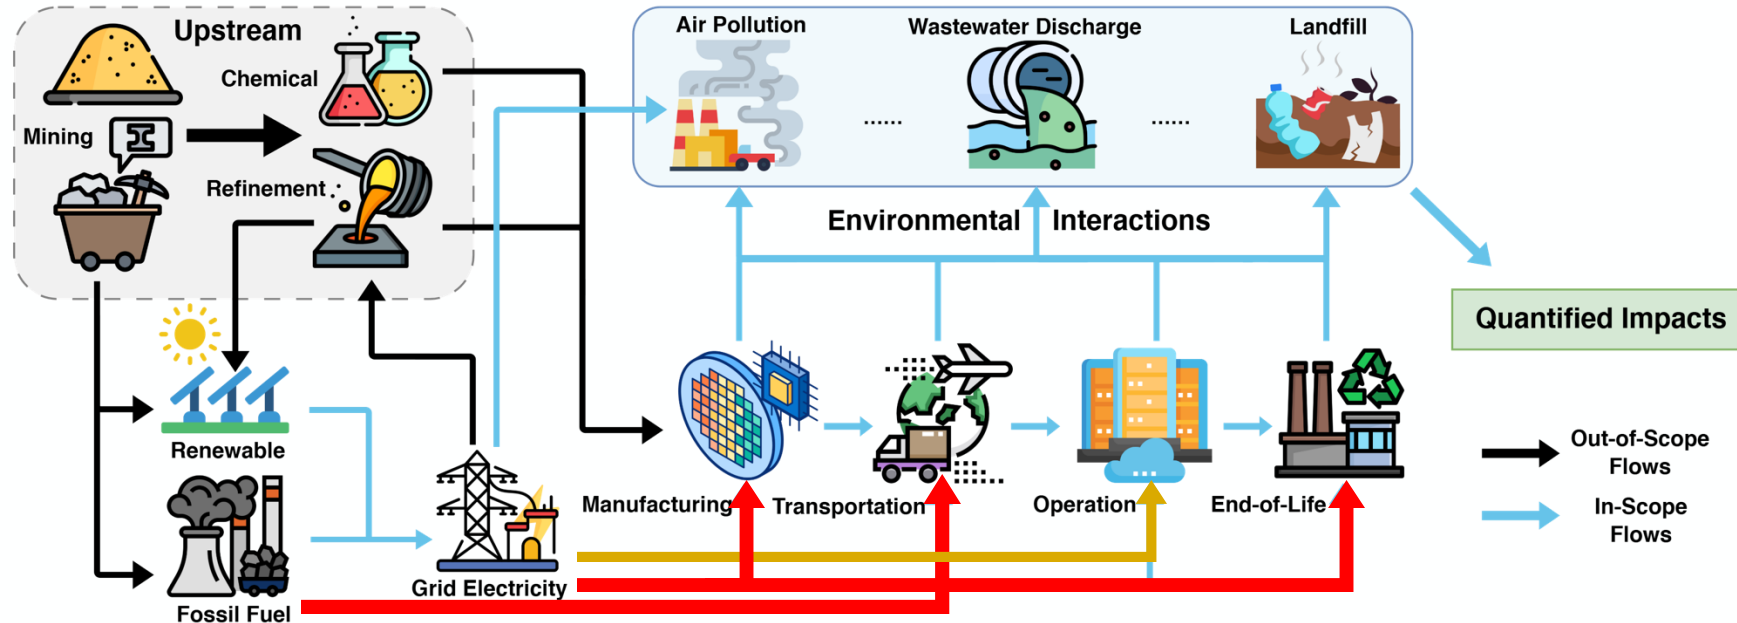 Upstream
Chemical
Mining
Refinement
Air Pollution
Wastewater Discharge
Landfill
......
......
Environmental Interactions
Quantified Impacts
Renewable
Fossil Fuel
Grid Electricity
Manufacturing
Transportation
Operation
End-of-Life
Out-of-Scope
Flows
In-Scope
Flows